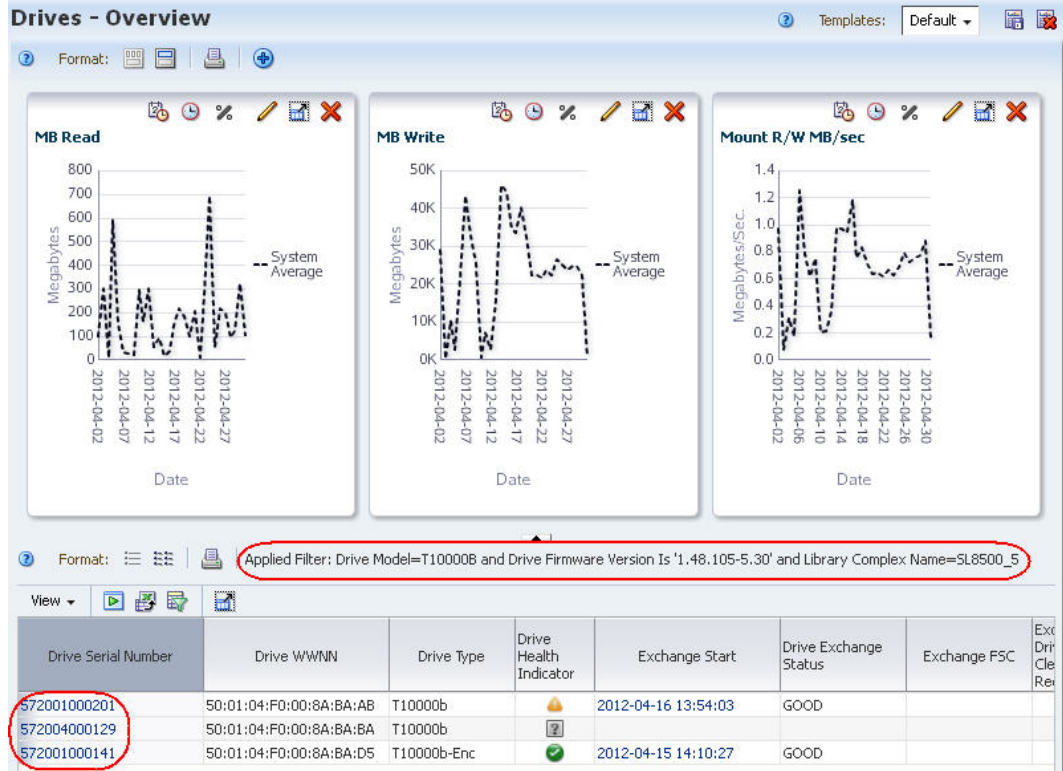 Drives - Overview
Templates: Default
Format:
MB Read
800
700
600
500
400
300
200
100
0
Megabytes
System
Average
2012-04-02
2012-04-07
2012-04-12
2012-04-17
2012-04-22
2012-04-27
Date
MB Write
50K
40K
30K
20K
10K
0K
Megabytes
System
Average
2012-04-02
2012-04-07
2012-04-12
2012-04-17
2012-04-22
2012-04-27
Date
Mount R/W MB/sec
1.4
1.2
1.0
0.8
0.6
0.4
0.2
0.0
Megabytes/Sec.
System
Average
2012-04-02
2012-04-06
2012-04-10
2012-04-14
2012-04-18
2012-04-22
2012-04-26
2012-04-30
Date
Format: Applied Filter: Drive Model=T10000B and Drive Firmware Version Is '1.48.105-5.30' and Library Complex Name=SL8500_5
View
Drive Serial Number
Drive WWNN
Drive Type
Drive
Health
Indicator
Exchange Start
Drive Exchange
Status
Exchange FSC
572001000201 50:01:04:F0:00:8A:BA:AB T10000b 2012-04-16 13:54:03 GOOD
572004000129 50:01:04:F0:00:8A:BA:BA T10000b
572001000141 50:01:04:F0:00:8A:BA:D5 T10000b-Enc 2012-04-15 14:10:27 GOOD